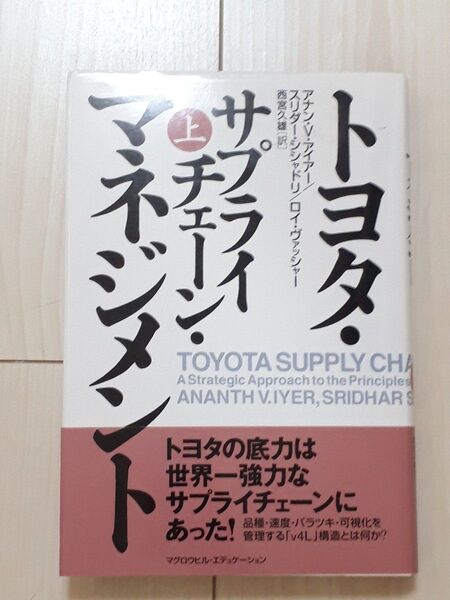 トヨタ・
サプライ
チェーン・
マネジメント
上
アナン・V・アイアー/
スリダー・シシャドリ/ロイ・ヴァッシャー
西宮久雄[訳]
TOYOTA SUPPLY CHA
A Strategic Approach to the Principles
ANANTH V. IYER, SRIDHAR S
トヨタの底力は
世界一強力な
サプライチェーンに
あった!
品種・速度・バラツキ・可視化を
管理する「v4L」構造とは何か?
マグロウヒル・エデュケーション